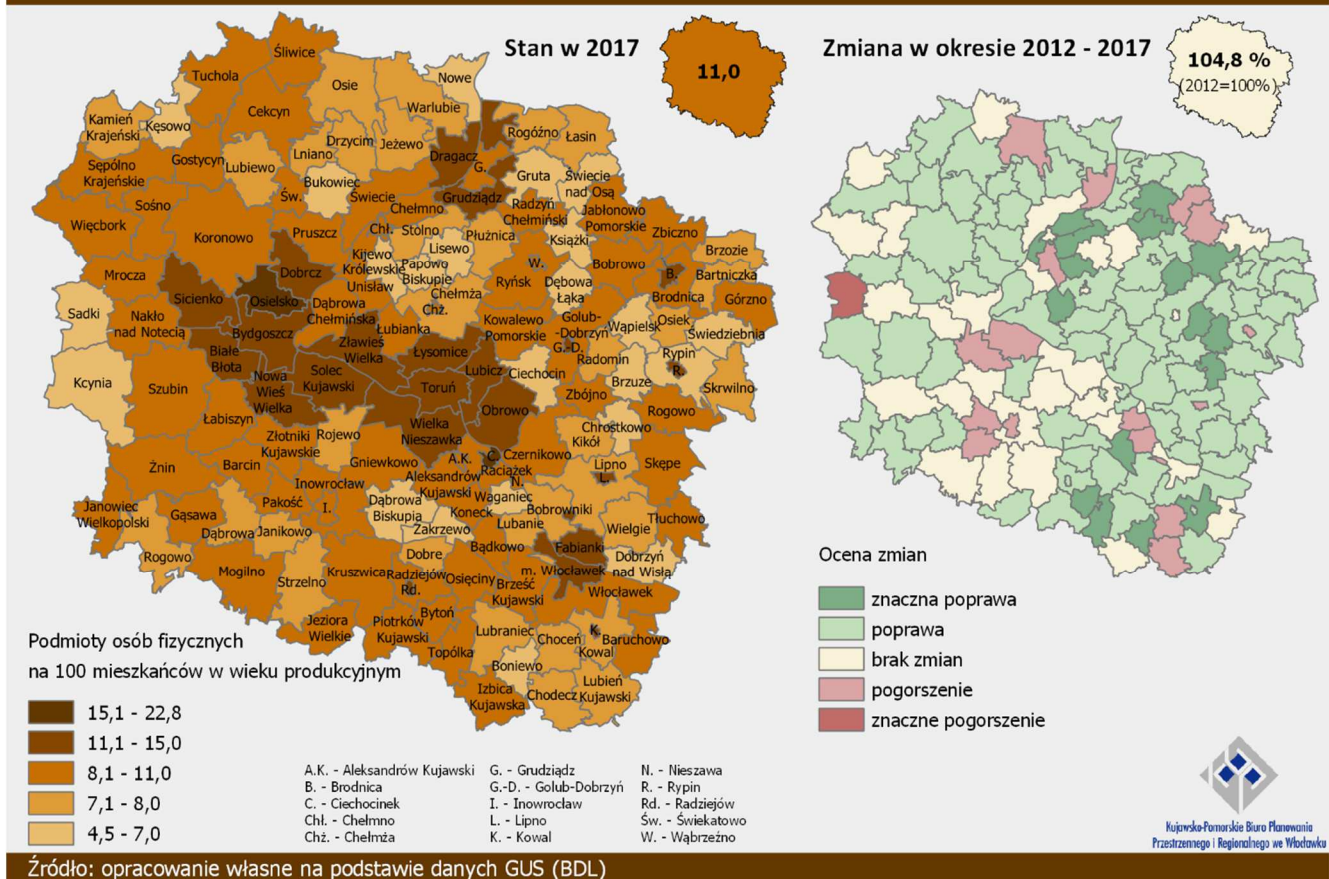 Stan w 2017
11,0
Zmiana w okresie 2012 - 2017
104,8 %
(2012=100%)
Śliwice
Tuchola
Osie
Nowe
Cekcyn
Warlubie
Kamień
Krajeński
Kęsowo
Rogóźno
Łasin
Drzycim
Jeżewo
Dragacz
G.
Gostycyn
Lubiewo
Lniano
Sępólno
Krajeńskie
Bukowiec
Gruta
Świecie
nad Osą
Grudziądz
Św.
Świecie
Radzyń
Chełmiński
Sośno
Chełmno
Jabłonowo
Pomorskie
Więcbork
Koronowo
Pruszcz
Chł.
Stolno
Płużnica
Książki
Zbiczno
Kijewo
Królewskie
Lisewo
Brzozie
Mrocza
Dobrcz
Unisław
Papowo
Biskupie
W.
Bobrowo
B.
Bartniczka
Sicienko
Osielsko
Dąbrowa
Chełmińska
Chełmża
Chż.
Ryńsk
Dębowa
Łąka
Brodnica
Górzno
Sadki
Nakło
nad Notecią
Bydgoszcz
Łubianka
Kowalewo
Pomorskie
Golub-
-Dobrzyń
G.-D.
Wąpielsk
Osiek
Świedziebnia
Białe
Błota
Zławieś
Wielka
Łysomice
Radomin
Rypin
R.
Kcynia
Szubin
Nowa
Wieś
Wielka
Solec
Kujawski
Toruń
Lubicz
Ciechocin
Brzuze
Skrwilno
Łabiszyn
Obrowo
Zbójno
Rogowo
Wielka
Nieszawka
Chrostkowo
Kikół
Złotniki
Kujawskie
Rojewo
Żnin
Barcin
Gniewkowo
A.K.
C.
Czernikowo
Raciążek
N.
Lipno
L.
Skępe
Inowrocław
Aleksandrów
Kujawski
Janowiec
Wielkopolski
Gąsawa
Pakość
I.
Dąbrowa
Biskupia
Waganiec
Koneck
Bobrowniki
Tłuchowo
Dąbrowa
Janikowo
Zakrzewo
Lubanie
Wielgie
Rogowo
Mogilno
Strzelno
Kruszwica
Dobre
Bądkowo
Fabianki
Dobrzyń
nad Wisłą
Radziejów
Rd.
Osięciny
m. Włocławek
Brześć
Kujawski
Włocławek
Jeziora
Wielkie
Piotrków
Kujawski
Bytoń
Lubraniec
Choceń
K.
Kowal
Baruchowo
Topólka
Boniewo
Izbica
Kujawska
Chodecz
Lubień
Kujawski
Podmioty osób fizycznych
na 100 mieszkańców w wieku produkcyjnym
15,1 - 22,8
11,1 - 15,0
8,1 - 11,0
7,1 - 8,0
4,5 - 7,0
A.K. - Aleksandrów Kujawski
B. - Brodnica
C. - Ciechocinek
Chł. - Chełmno
Chż. - Chełmża
G. - Grudziądz
G.-D. - Golub-Dobrzyń
I. - Inowrocław
L. - Lipno
K. - Kowal
N. - Nieszawa
R. - Rypin
Rd. - Radziejów
Św. - Świekatowo
W. - Wąbrzeźno
Ocena zmian
znaczna poprawa
poprawa
brak zmian
pogorszenie
znaczne pogorszenie
Kujawsko-Pomorskie Biuro Planowania
Przestrzennego i Regionalnego we Włocławku
Źródło: opracowanie własne na podstawie danych GUS (BDL)